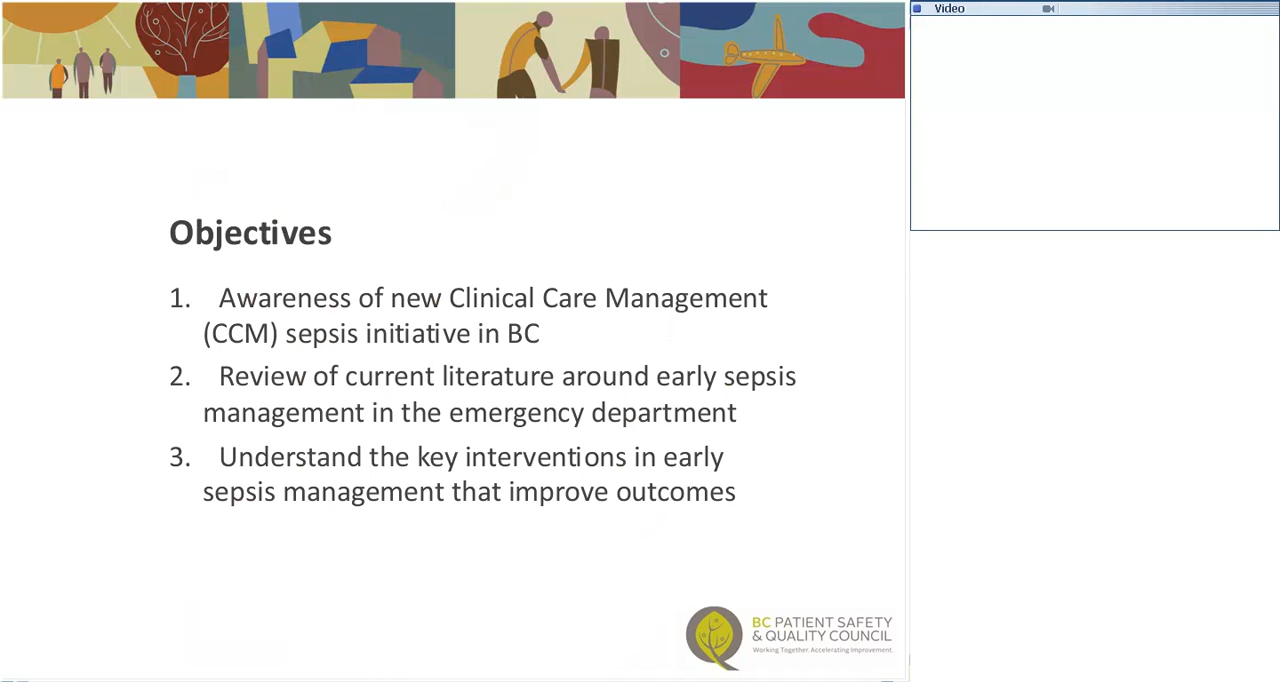 Video
Objectives
1. Awareness of new Clinical Care Management
(CCM) sepsis initiative in BC
2. Review of current literature around early sepsis
management in the emergency department
3. Understand the key interventions in early
sepsis management that improve outcomes
BC PATIENT SAFETY
& QUALITY COUNCIL
Working Together. Accelerating Improvement.